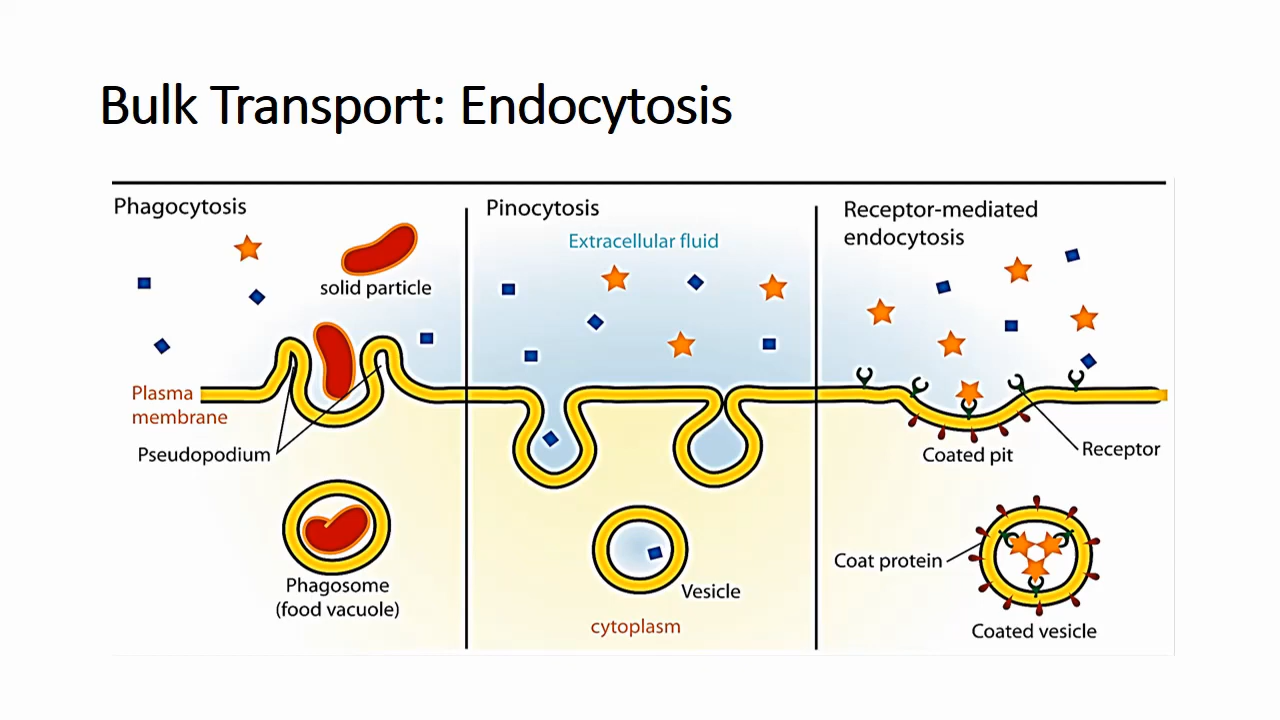 Bulk Transport: Endocytosis
Phagocytosis
solid particle
Plasma
membrane
Pseudopodium
Phagosome
(food vacuole)
Pinocytosis
Extracellular fluid
Vesicle
cytoplasm
Receptor-mediated
endocytosis
Coated pit
Receptor
Coat protein
Coated vesicle